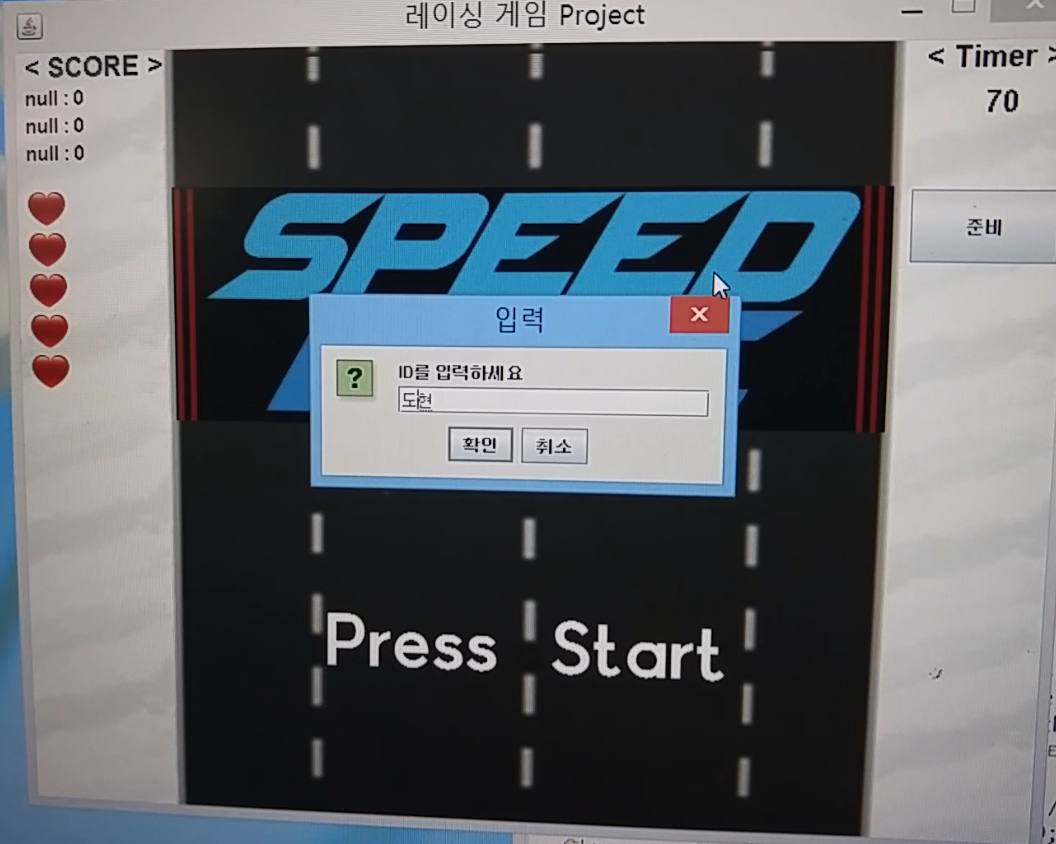 레이싱 게임 Project
< SCORE >
null : 0
null : 0
null : 0
< Timer >
70
준비
SPEED
입력
ID를 입력하세요
도현
확인
취소
Press Start